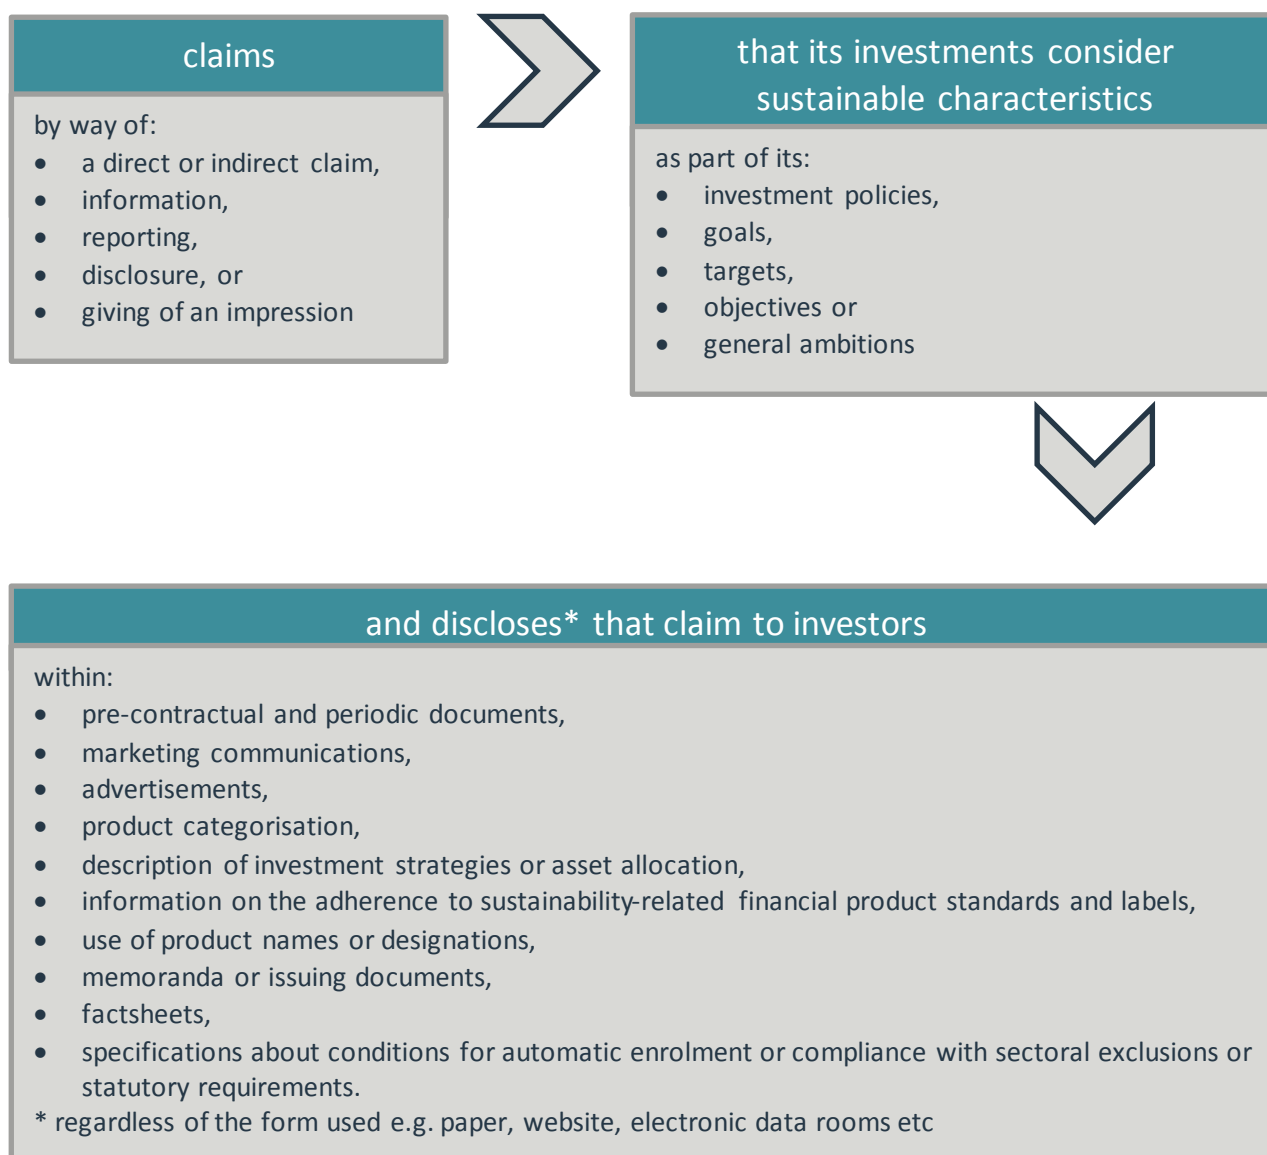 claims
by way of:
• a direct or indirect claim,
• information,
• reporting,
• disclosure, or
• giving of an impression
that its investments consider
sustainable characteristics
as part of its:
• investment policies,
• goals,
• targets,
• objectives or
• general ambitions
and discloses* that claim to investors
within:
• pre-contractual and periodic documents,
• marketing communications,
• advertisements,
• product categorisation,
• description of investment strategies or asset allocation,
• information on the adherence to sustainability-related financial product standards and labels,
• use of product names or designations,
• memoranda or issuing documents,
• factsheets,
• specifications about conditions for automatic enrolment or compliance with sectoral exclusions or
statutory requirements.
* regardless of the form used e.g. paper, website, electronic data rooms etc